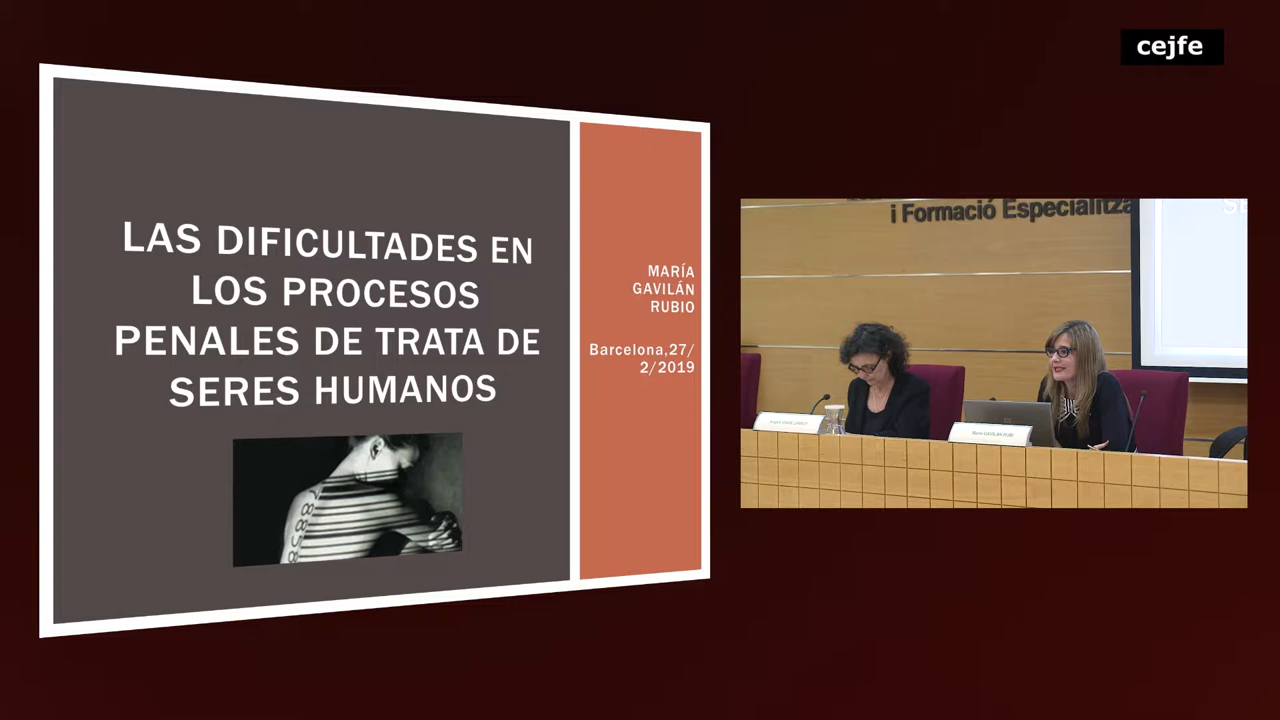 cejfe
LAS DIFICULTADES EN
LOS PROCESOS
PENALES DE TRATA DE
SERES HUMANOS
MARÍA
GAVILÁN
RUBIO
Barcelona,27/
2/2019
i Formació Especialitza